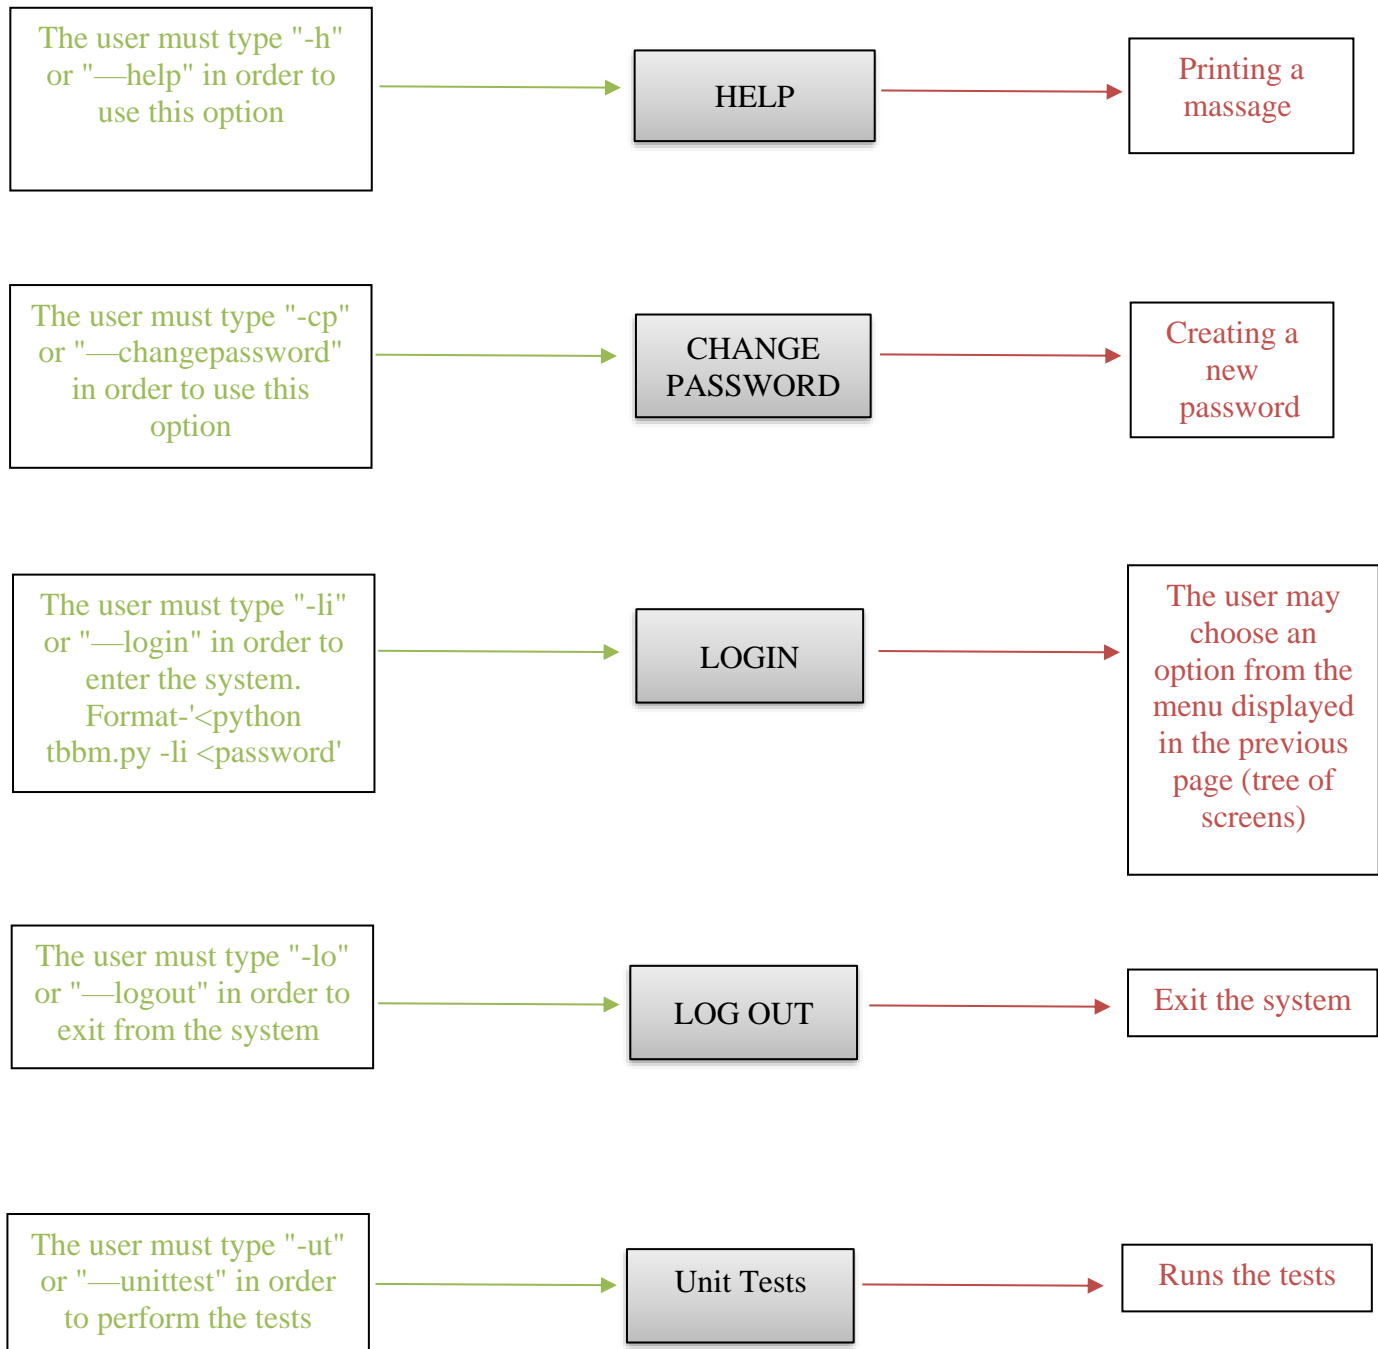 The user must type "-h"
or "—help" in order to
use this option
HELP
Printing a
massage
The user must type "-cp"
or "—changepassword"
in order to use this
option
CHANGE
PASSWORD
Creating a
new
password
The user must type "-li"
or "—login" in order to
enter the system.
Format-'<python
tbbm.py -li <password'
LOGIN
The user may
choose an
option from the
menu displayed
in the previous
page (tree of
screens)
The user must type "-lo"
or "—logout" in order to
exit from the system
LOG OUT
Exit the system
The user must type "-ut"
or "—unittest" in order
to perform the tests
Unit Tests
Runs the tests